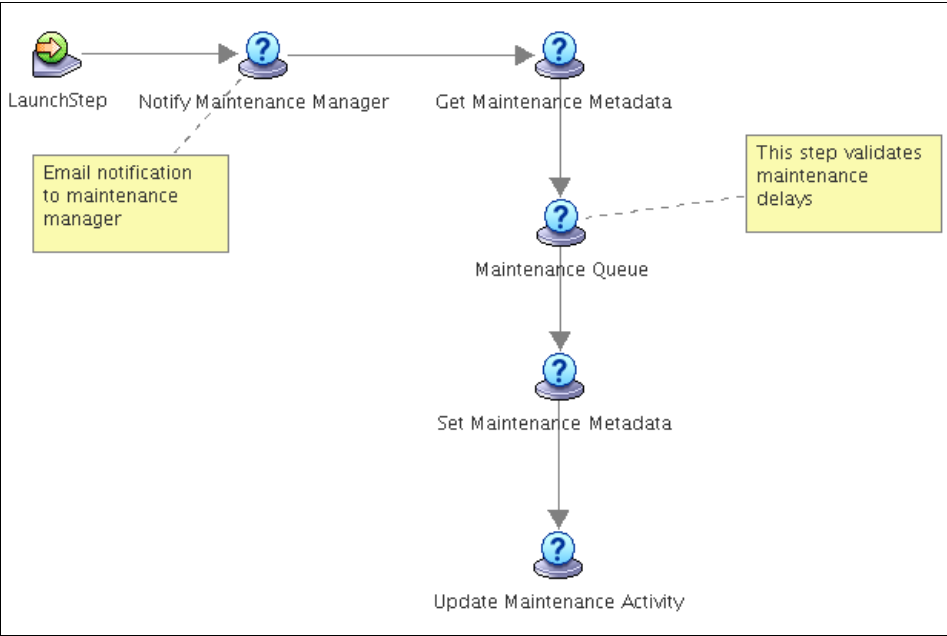 LaunchStep
Notify Maintenance Manager
Get Maintenance Metadata
Email notification
to maintenance
manager
This step validates
maintenance
delays
Maintenance Queue
Set Maintenance Metadata
Update Maintenance Activity